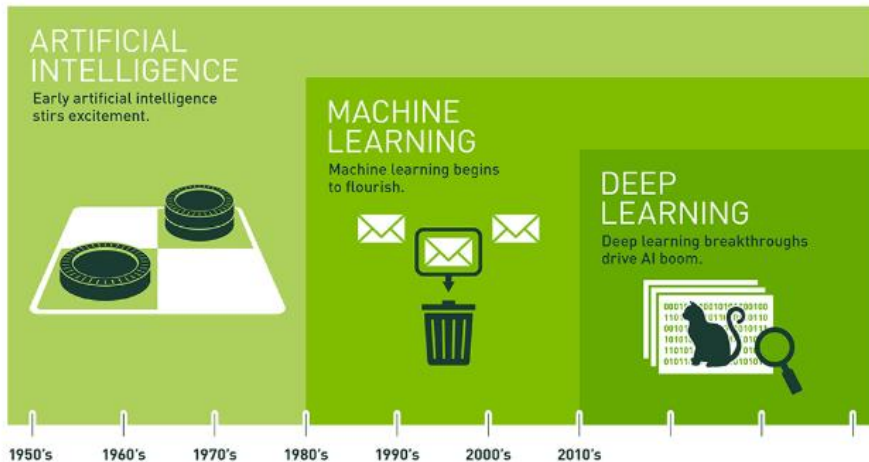 ARTIFICIAL
INTELLIGENCE
Early artificial intelligence
stirs excitement.
MACHINE
LEARNING
Machine learning begins
to flourish.
DEEP
LEARNING
Deep learning breakthroughs
drive AI boom.
1950's 1960's 1970's 1980's 1990's 2000's 2010's